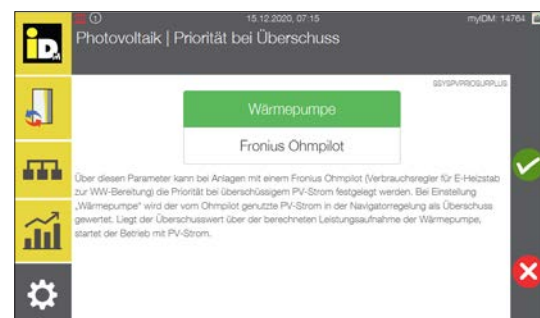 iDM
15.12.2020, 07:15
myIDM: 14764
Photovoltaik | Priorität bei Überschuss
GSYSPVPRIOSURPLUS
Wärmepumpe
Fronius Ohmpilot
Über diesen Parameter kann bei Anlagen mit einem Fronius Ohmpilot (Verbrauchsregler für E-Heizstab
zur WW-Bereitung) die Priorität bei überschüssigem PV-Strom festgelegt werden. Bei Einstellung
„Wärmepumpe" wird der vom Ohmpilot genutzte PV-Strom in der Navigatorregelung als Überschuss
gewertet. Liegt der Überschusswert über der berechneten Leistungsaufnahme der Wärmepumpe,
startet der Betrieb mit PV-Strom.